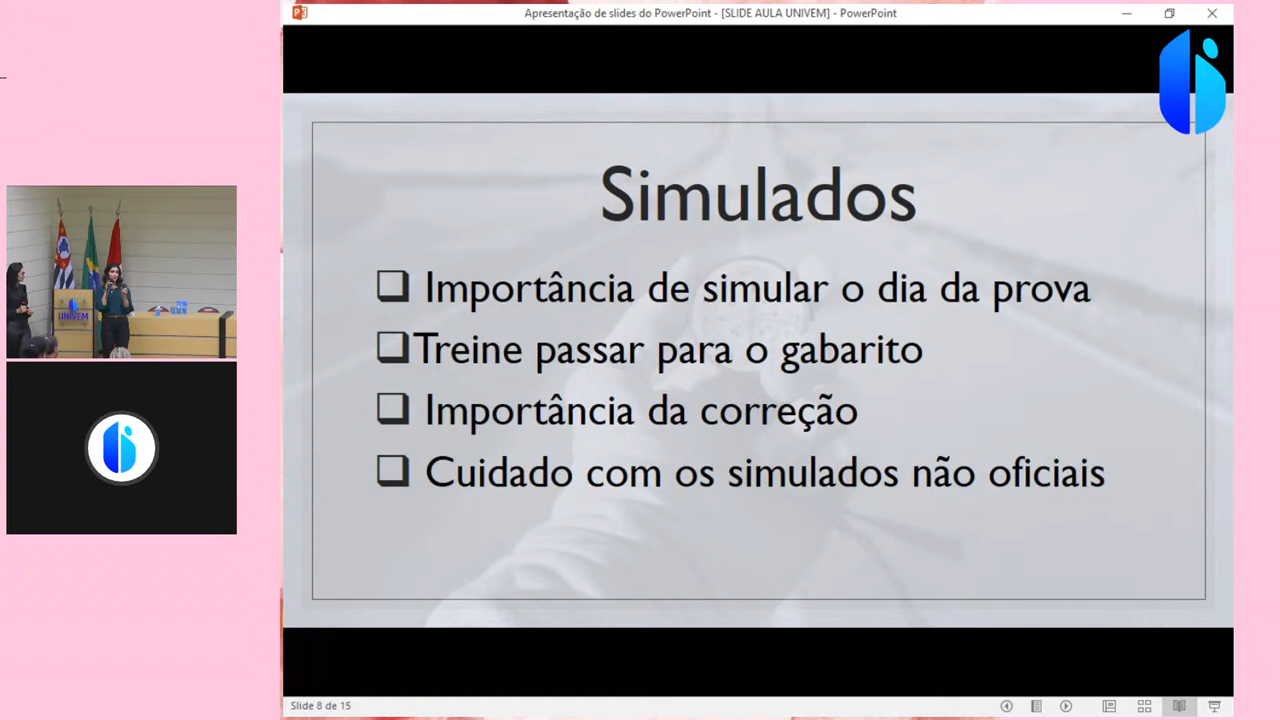 Apresentação de slides do PowerPoint - [SLIDE AULA UNIVEM] - PowerPoint
Simulados
Importância de simular o dia da prova
Treine passar para o gabarito
Importância da correção
Cuidado com os simulados não oficiais
UNIVEM
Slide 8 de 15